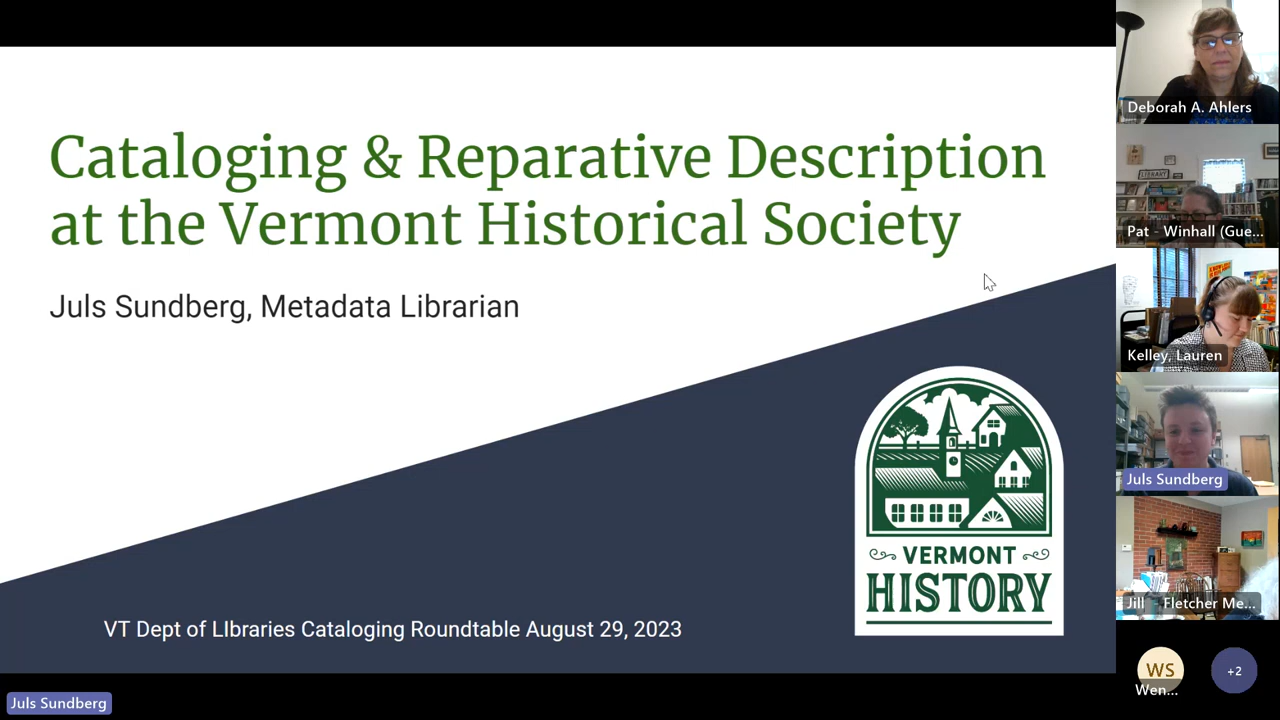 Cataloging & Reparative Description
at the Vermont Historical Society
Juls Sundberg, Metadata Librarian
VERMONT
HISTORY
VT Dept of LIbraries Cataloging Roundtable August 29, 2023
Juls Sundberg
Deborah A. Ahlers
LIBRARY
Pat - Winhall (Gue...
Kelley, Lauren
Juls Sundberg
Jill - Fletcher Me...
WS
Wen...
+2